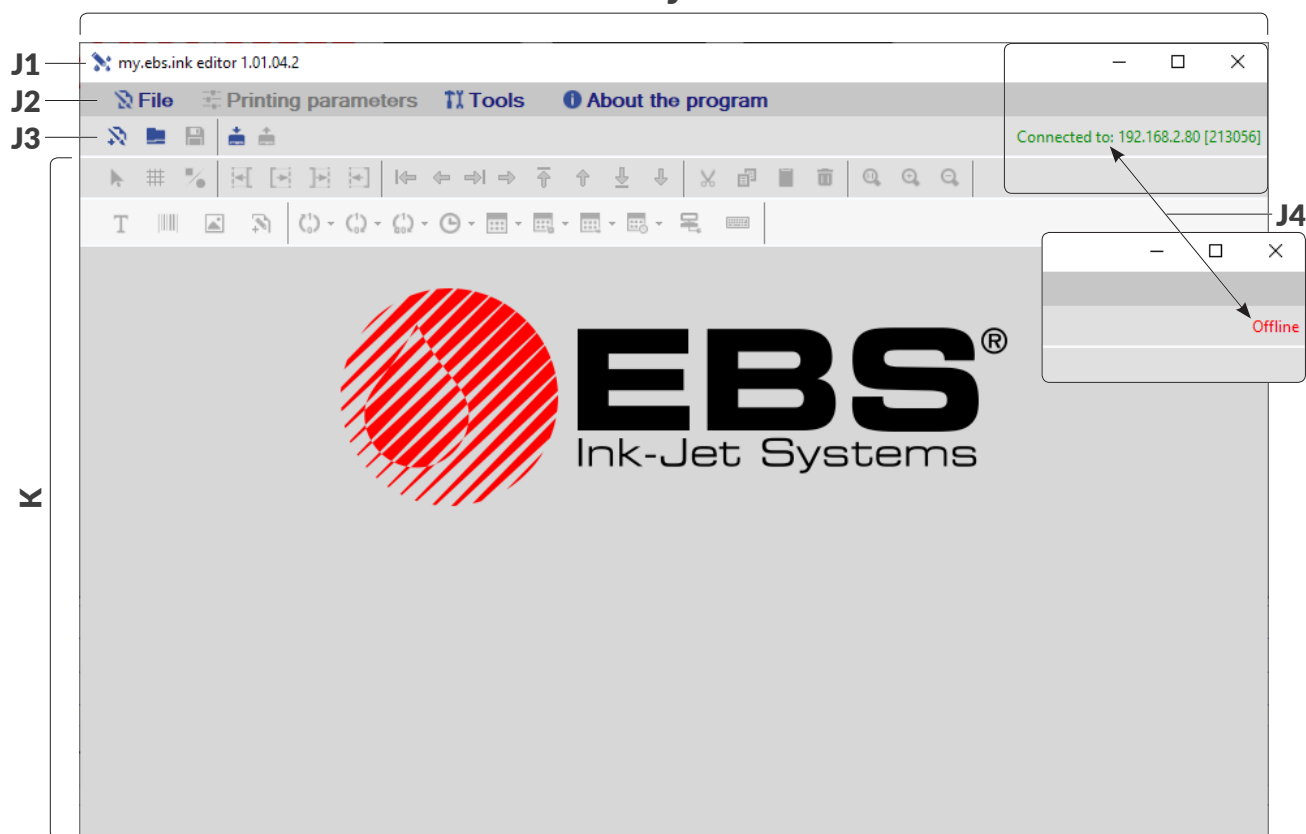 J1
my.ebs.ink editor 1.01.04.2
J2
File Printing parameters Tools About the program
J3
Connected to: 192.168.2.80 [213056]
J4
Offline
EBS®
Ink-Jet Systems
K